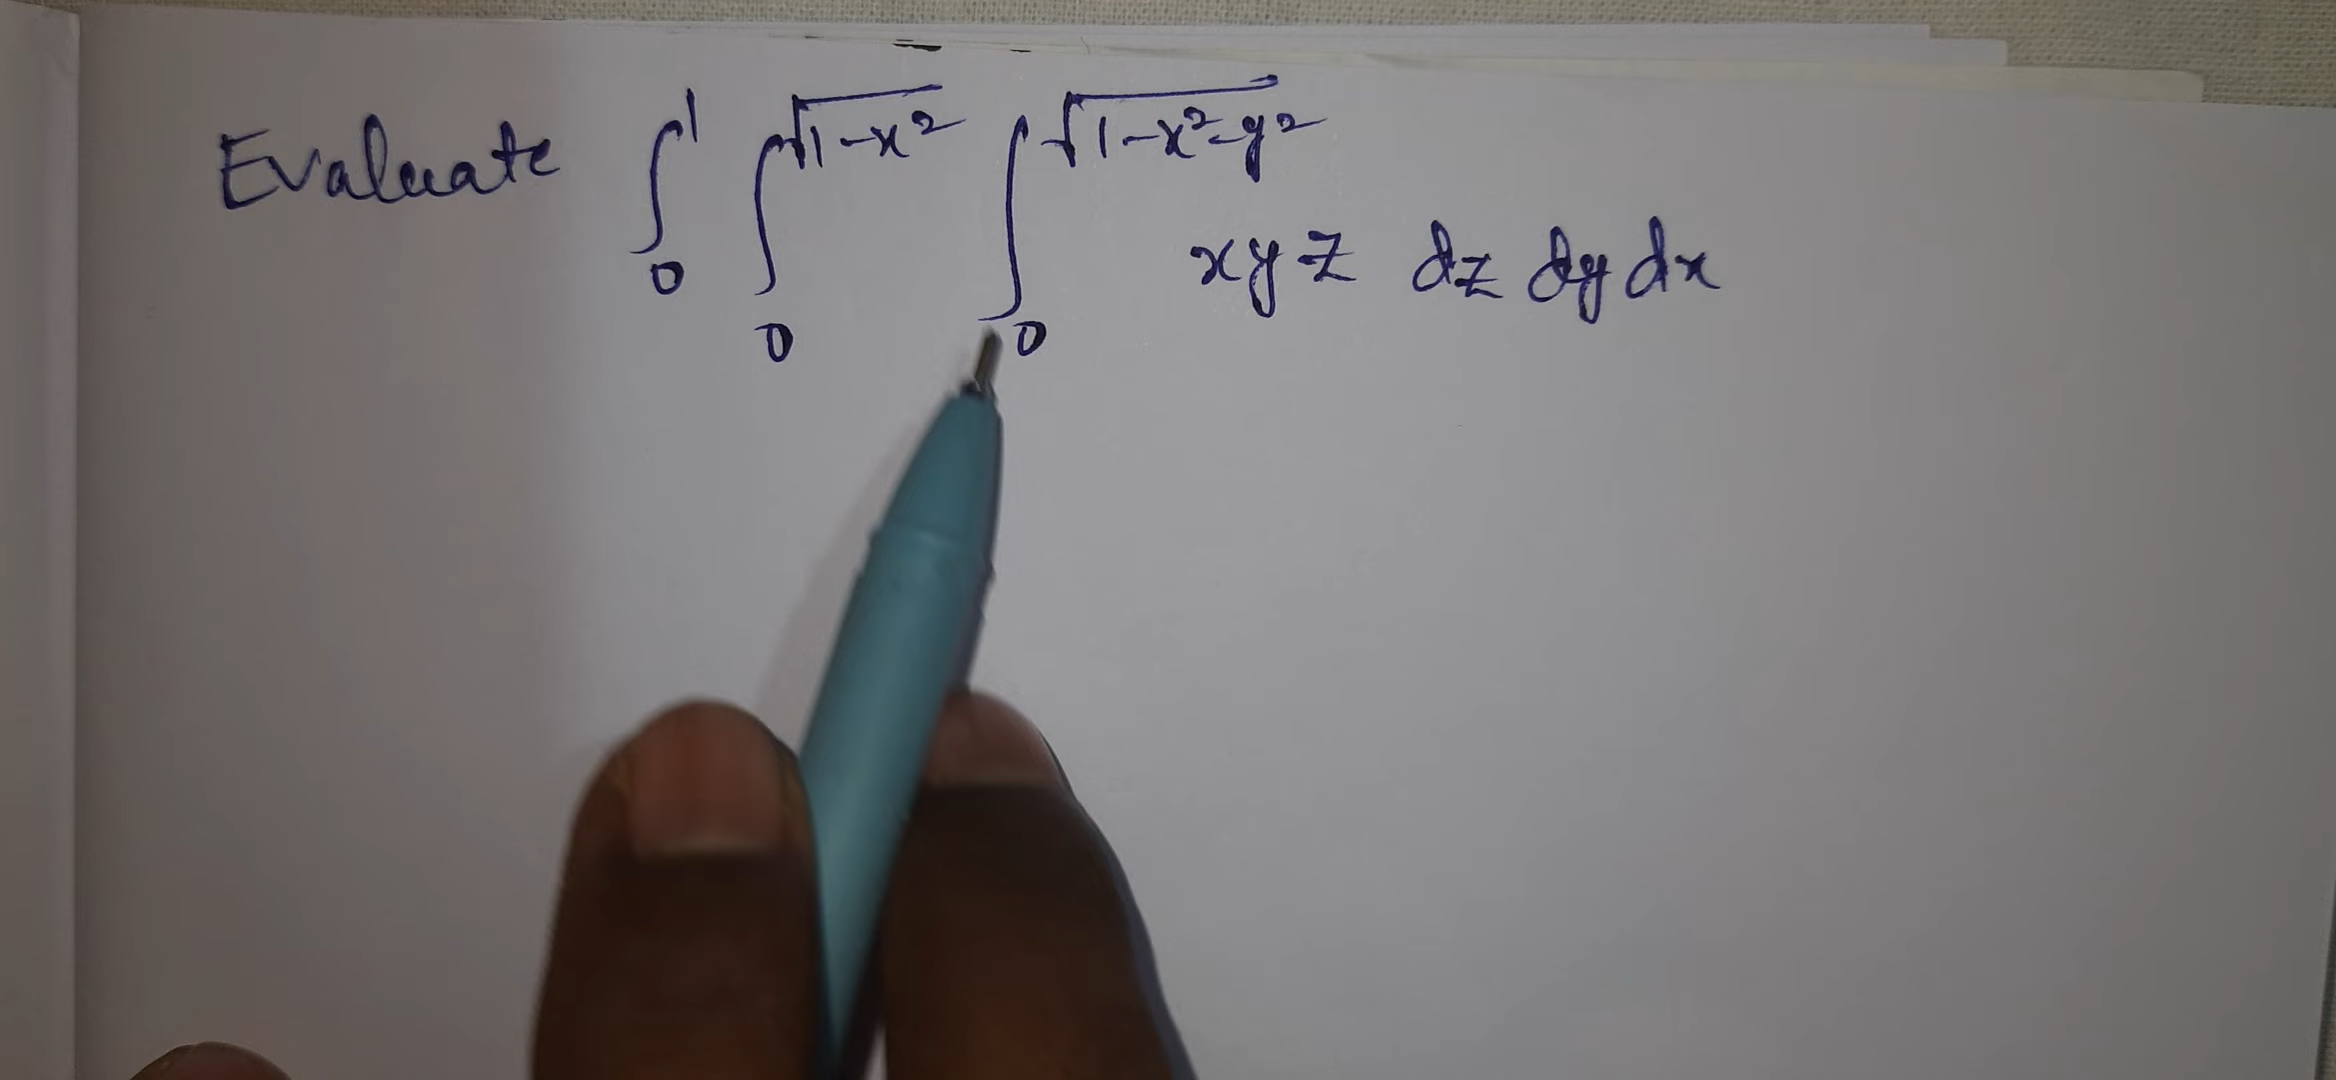 Evaluate ∫₀¹ ∫₀^√(1-x²) ∫₀^√(1-x²-y²) xyz dz dy dx